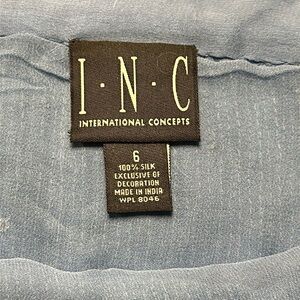 I·N·C
INTERNATIONAL CONCEPTS
6
100% SILK
EXCLUSIVE OF
DECORATION
MADE IN INDIA
WPL 8046